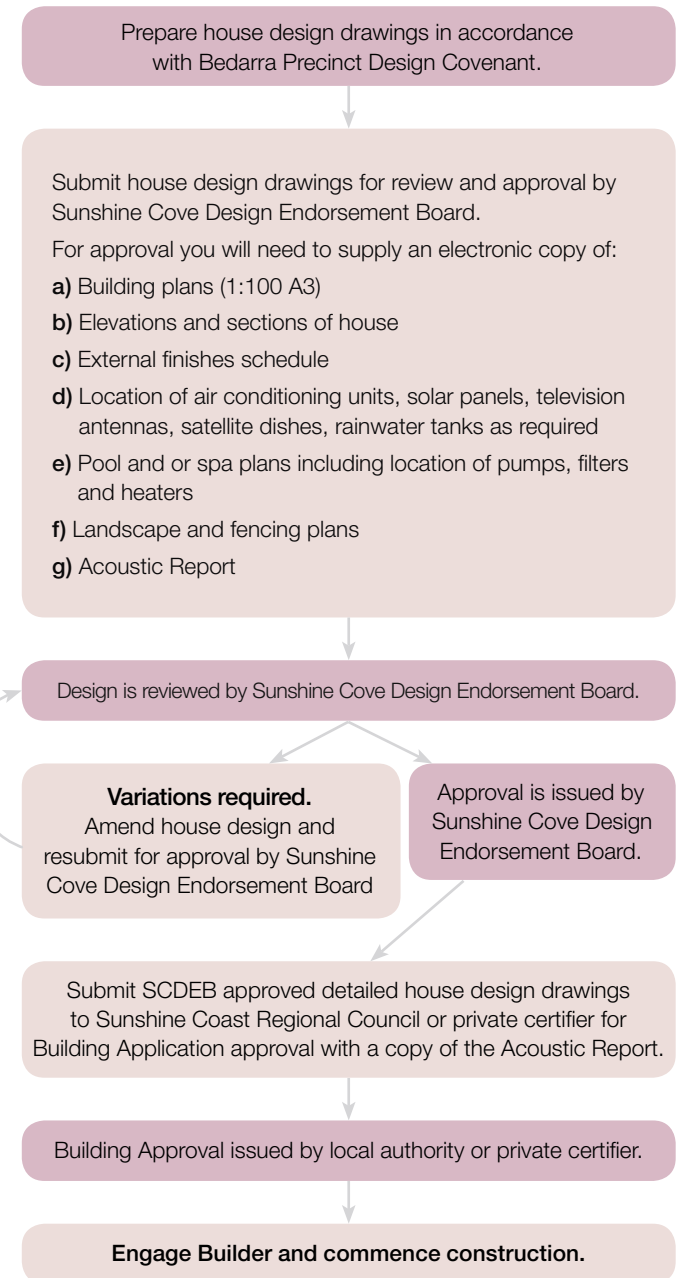 Prepare house design drawings in accordance
with Bedarra Precinct Design Covenant.
Submit house design drawings for review and approval by
Sunshine Cove Design Endorsement Board.
For approval you will need to supply an electronic copy of:
a) Building plans (1:100 A3)
b) Elevations and sections of house
c) External finishes schedule
d) Location of air conditioning units, solar panels, television
antennas, satellite dishes, rainwater tanks as required
e) Pool and or spa plans including location of pumps, filters
and heaters
f) Landscape and fencing plans
g) Acoustic Report
Design is reviewed by Sunshine Cove Design Endorsement Board.
Variations required.
Amend house design and
resubmit for approval by Sunshine
Cove Design Endorsement Board
Approval is issued by
Sunshine Cove Design
Endorsement Board.
Submit SCDEB approved detailed house design drawings
to Sunshine Coast Regional Council or private certifier for
Building Application approval with a copy of the Acoustic Report.
Building Approval issued by local authority or private certifier.
Engage Builder and commence construction.